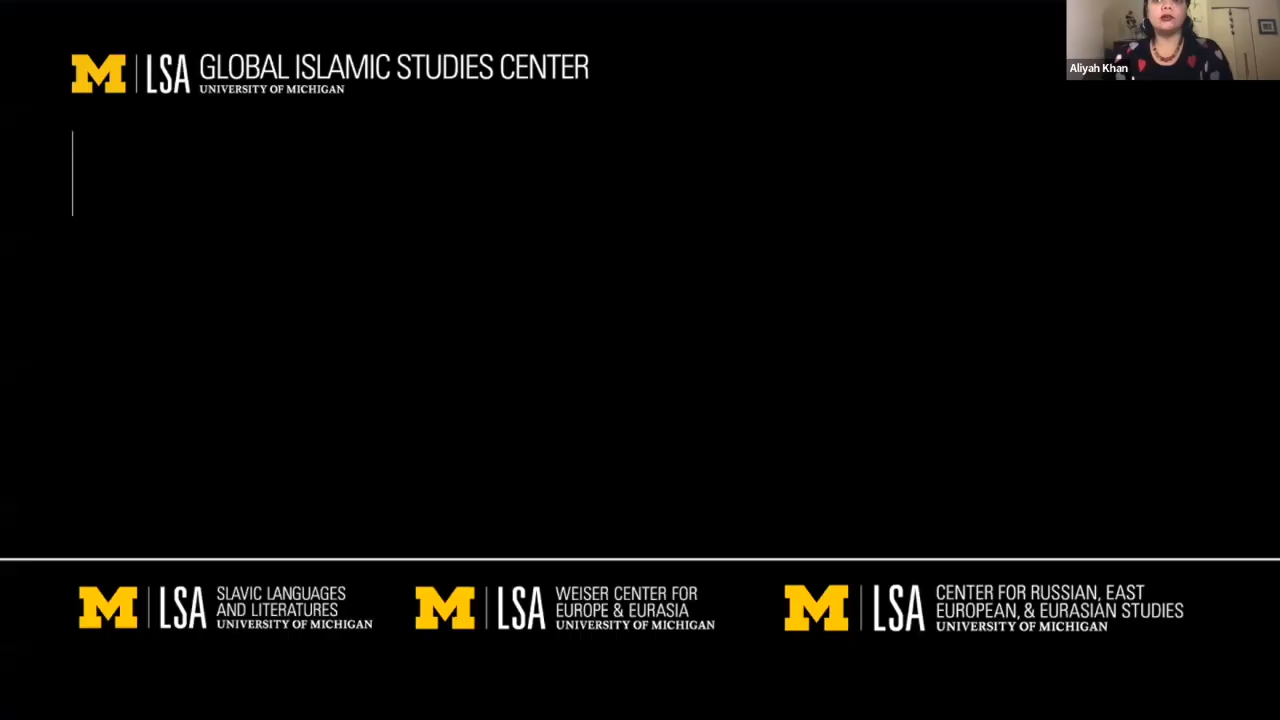 M LSA GLOBAL ISLAMIC STUDIES CENTER
UNIVERSITY OF MICHIGAN
Aliyah Khan
M LSA SLAVIC LANGUAGES
AND LITERATURES
UNIVERSITY OF MICHIGAN
M LSA WEISER CENTER FOR
EUROPE & EURASIA
UNIVERSITY OF MICHIGAN
M LSA CENTER FOR RUSSIAN, EAST
EUROPEAN, & EURASIAN STUDIES
UNIVERSITY OF MICHIGAN